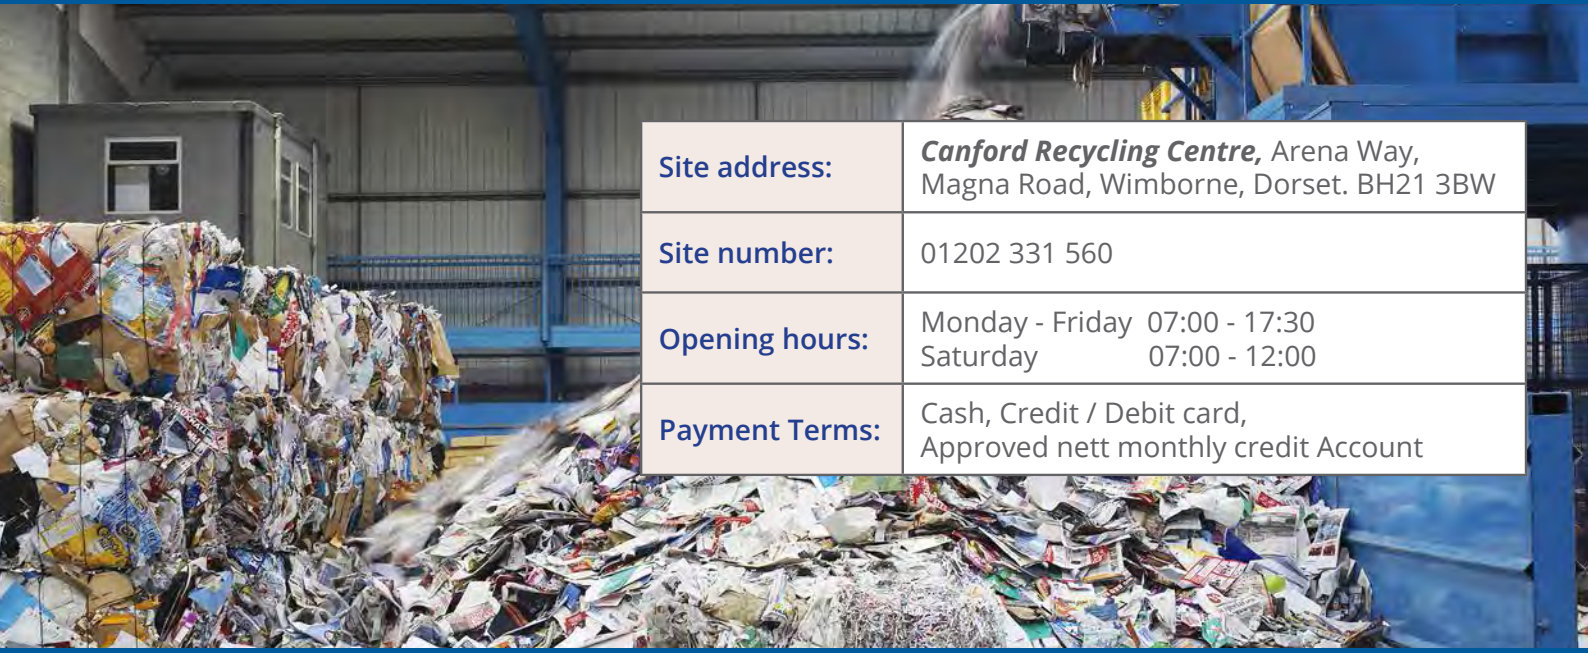 Site address:
Canford Recycling Centre, Arena Way,
Magna Road, Wimborne, Dorset. BH21 3BW
Site number:
01202 331 560
Opening hours:
Monday - Friday 07:00 - 17:30
Saturday 07:00 - 12:00
Payment Terms:
Cash, Credit / Debit card,
Approved nett monthly credit Account